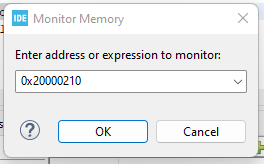 IDE Monitor Memory
Enter address or expression to monitor:
0x20000210
?
OK Cancel